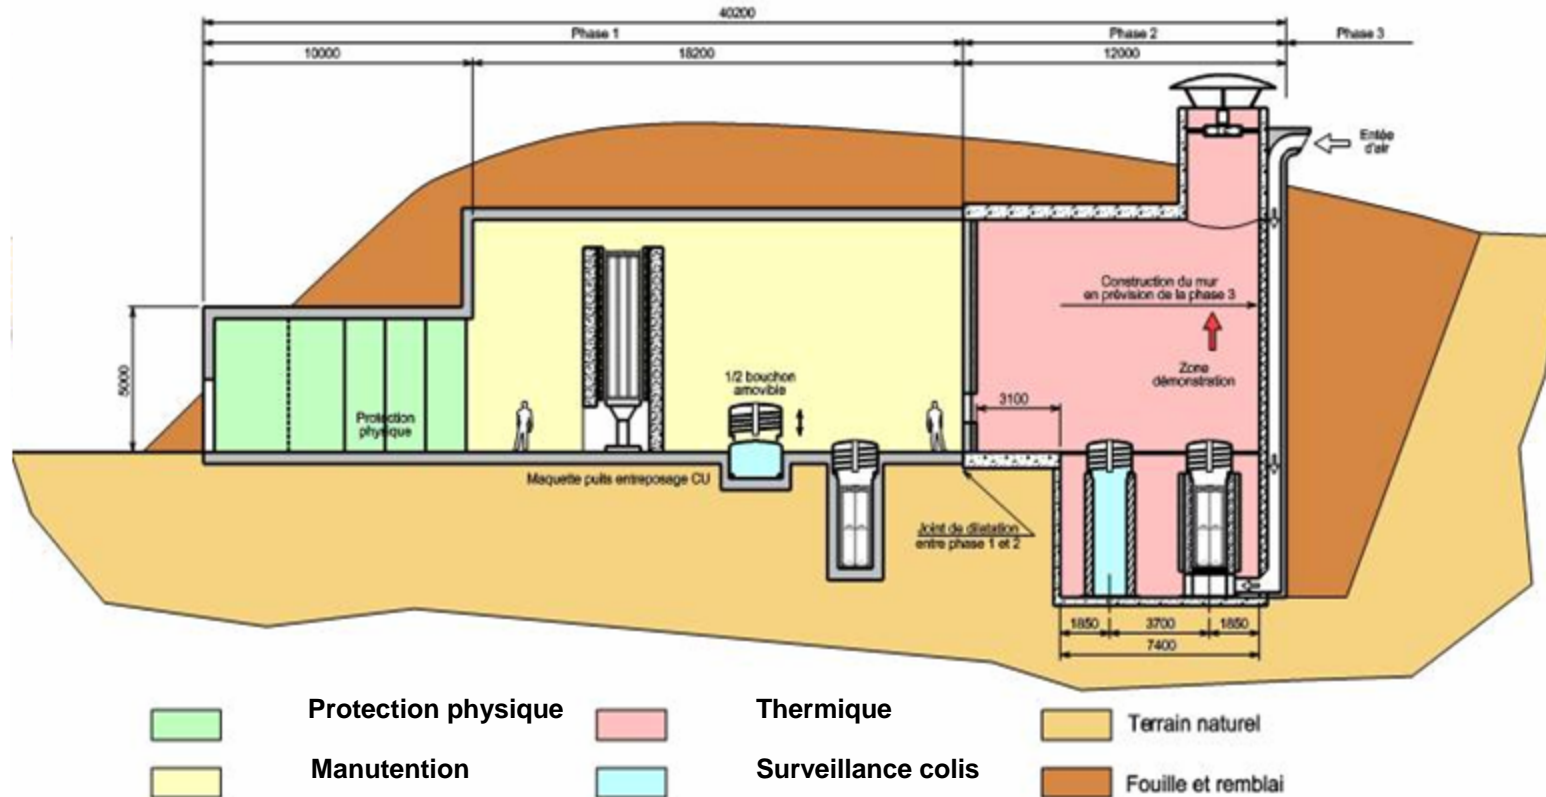 40200
Phase 1
Phase 2
Phase 3
10000
18200
12000
Entée
d'air
Construction du mur
en prévision de la phase 3
Zone
démonstration
5000
Protection
physique
1/2 bouchon
amovible
3100
Maquette puits entreposage CU
Joint de dilatation
entre phase 1 et 2
1850
3700
1850
7400
Protection physique
Thermique
Terrain naturel
Manutention
Surveillance colis
Fouille et remblai